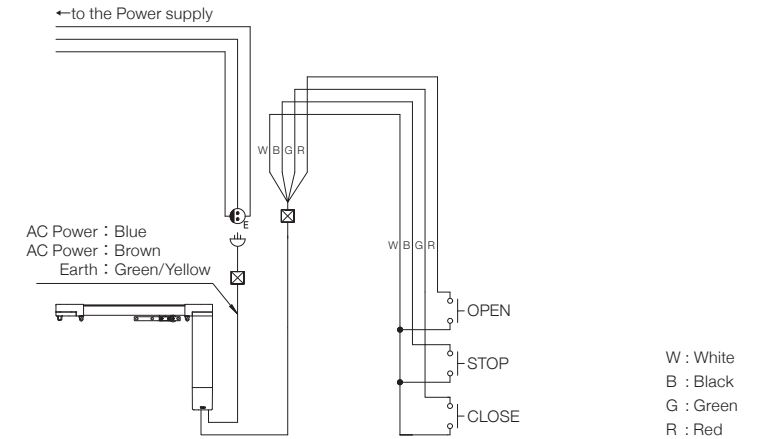 ←to the Power supply
W B G R
E
AC Power：Blue
AC Power：Brown
Earth：Green/Yellow
W B G R
OPEN
STOP
CLOSE
W : White
B : Black
G : Green
R : Red